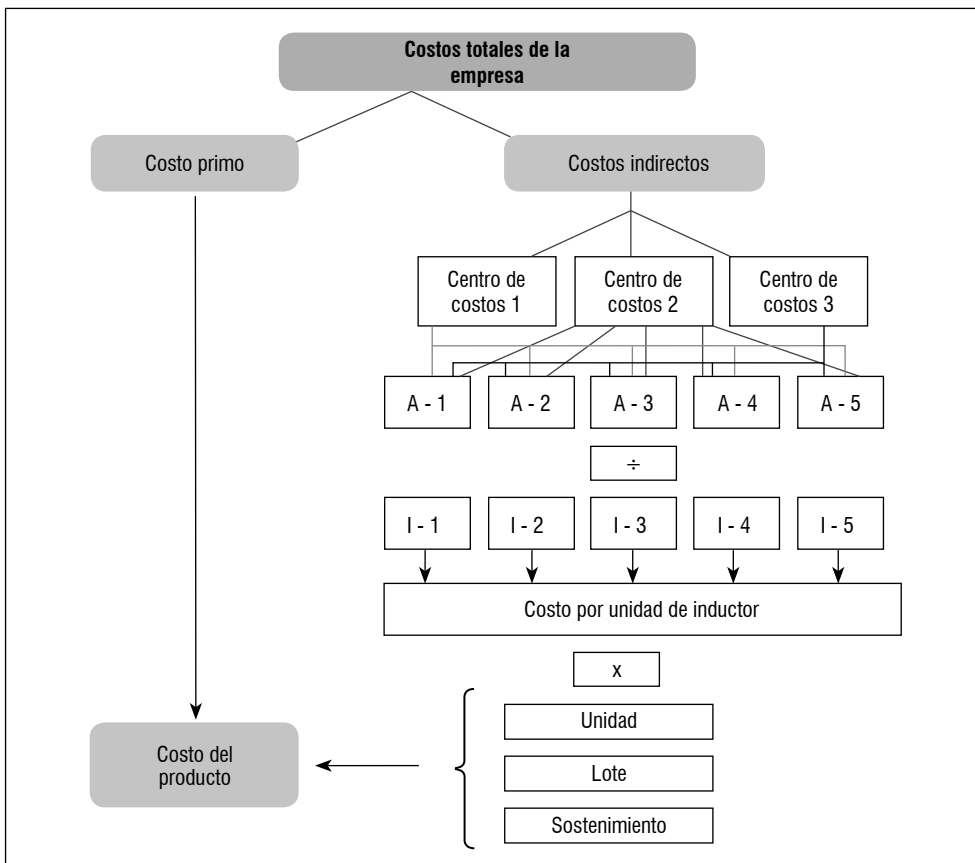 Costos totales de la
empresa
Costo primo
Costos indirectos
Centro de
costos 1
Centro de
costos 2
Centro de
costos 3
A - 1
A - 2
A - 3
A - 4
A - 5
÷
I - 1
I - 2
I - 3
I - 4
I - 5
Costo por unidad de inductor
x
Unidad
Lote
Sostenimiento
Costo del
producto